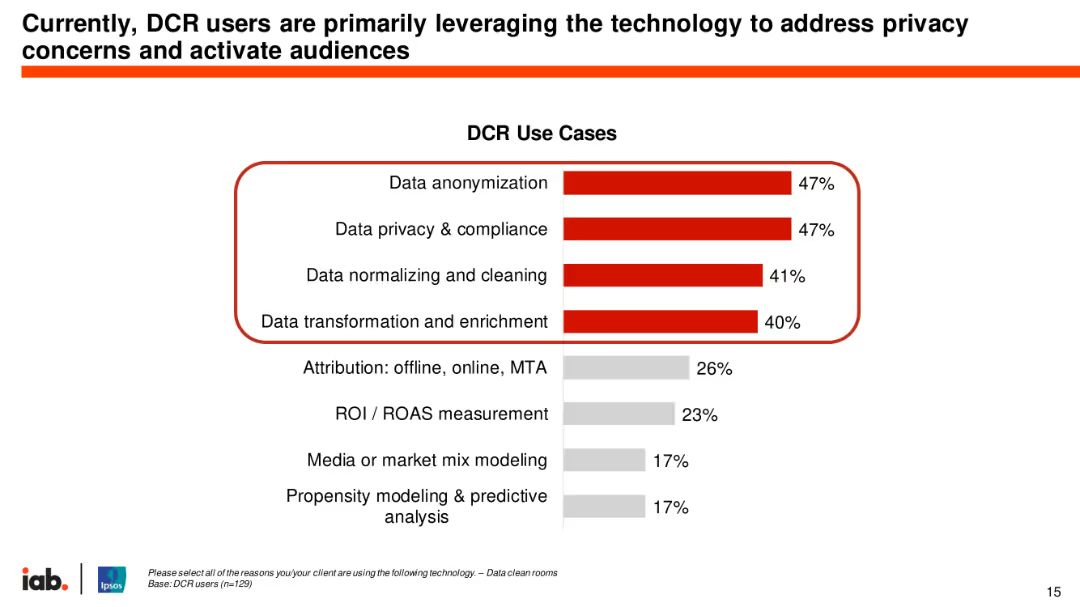 Currently, DCR users are primarily leveraging the technology to address privacy
concerns and activate audiences
DCR Use Cases
Data anonymization 47%
Data privacy & compliance 47%
Data normalizing and cleaning 41%
Data transformation and enrichment 40%
Attribution: offline, online, MTA 26%
ROI / ROAS measurement 23%
Media or market mix modeling 17%
Propensity modeling & predictive
analysis 17%
iab.
Ipsos
Please select all of the reasons you/your client are using the following technology. – Data clean rooms
Base: DCR users (n=129)
15